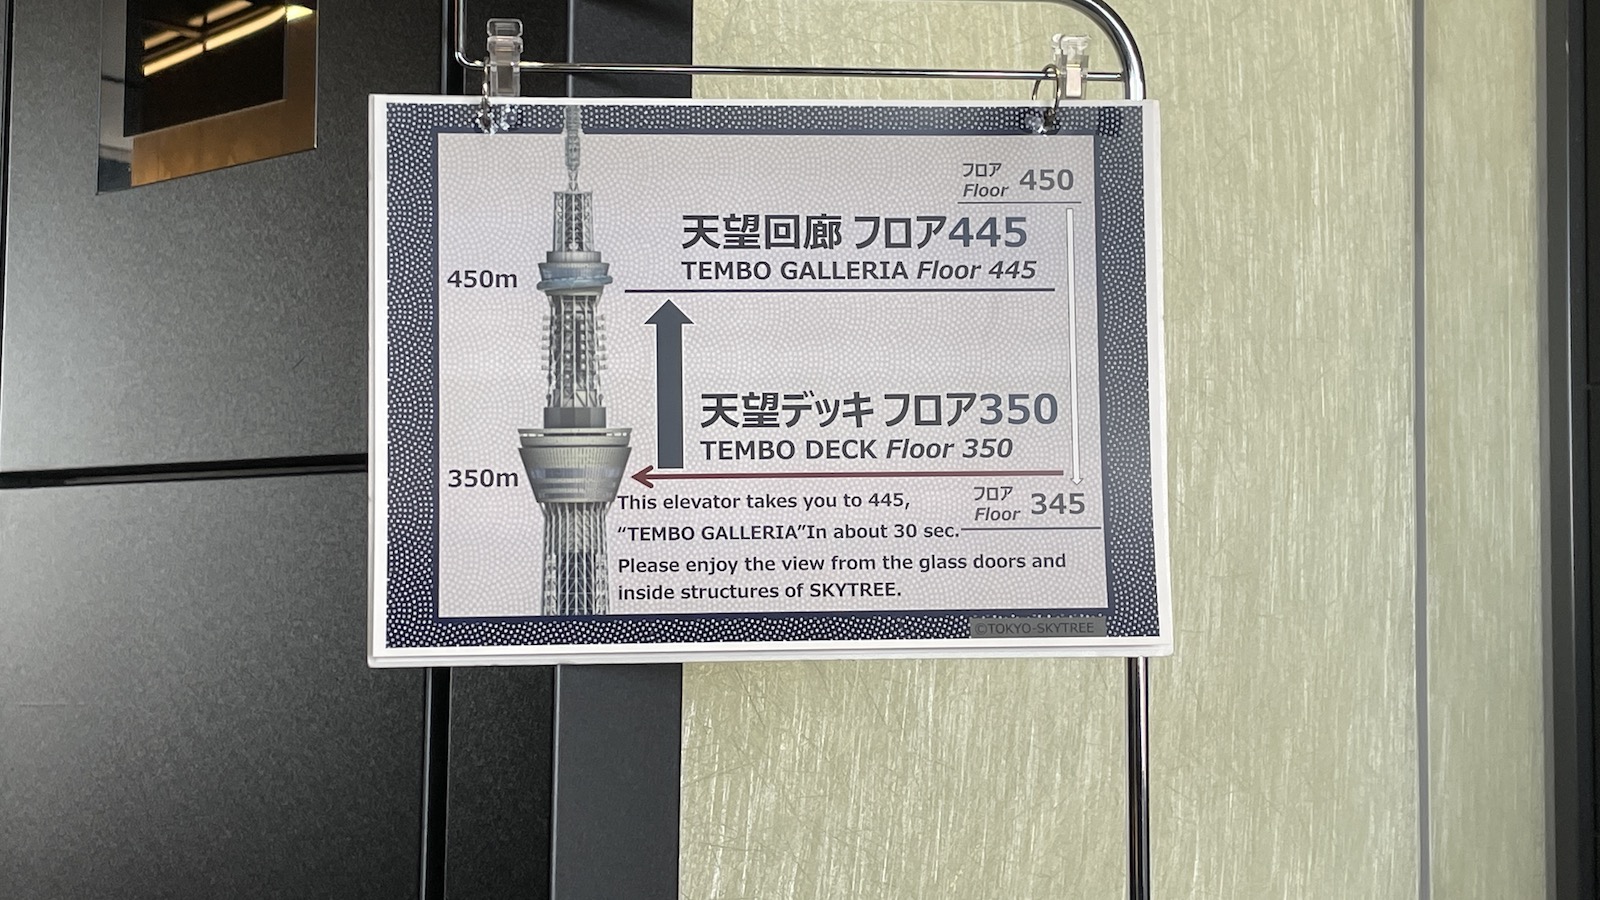 フロア
Floor 450
天望回廊 フロア445
TEMBO GALLERIA Floor 445
450m
天望デッキ フロア350
TEMBO DECK Floor 350
350m
This elevator takes you to 445,
“TEMBO GALLERIA”In about 30 sec.
フロア
Floor 345
Please enjoy the view from the glass doors and
inside structures of SKYTREE.
©TOKYO-SKYTREE